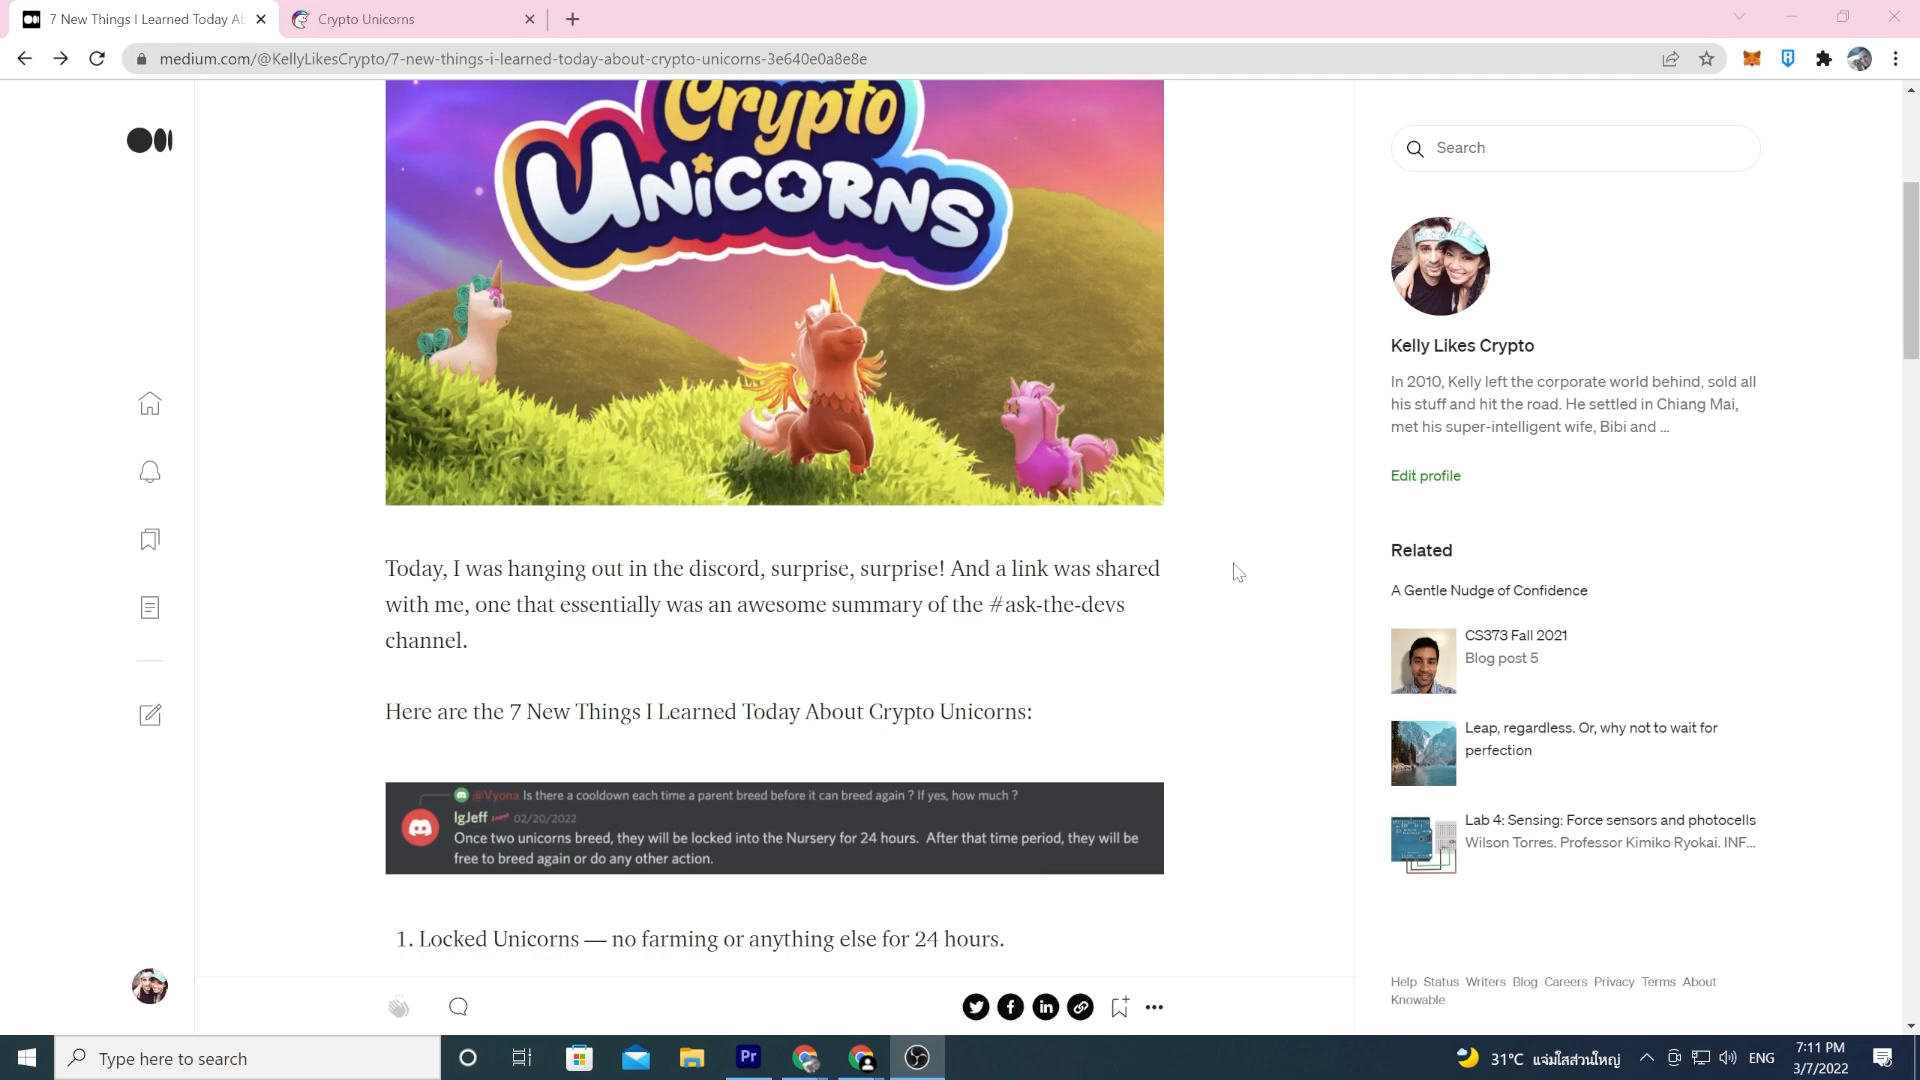 7 New Things I Learned Today Ab
Crypto Unicorns
medium.com/@KellyLikesCrypto/7-new-things-i-learned-today-about-crypto-unicorns-3e640e0a8e8e
Crypto
Unicorns
Today, I was hanging out in the discord, surprise, surprise! And a link was shared
with me, one that essentially was an awesome summary of the #ask-the-devs
channel.
Here are the 7 New Things I Learned Today About Crypto Unicorns:
@Vyona Is there a cooldown each time a parent breed before it can breed again ? If yes, how much ?
IgJeff 02/20/2022
Once two unicorns breed, they will be locked into the Nursery for 24 hours. After that time period, they will be
free to breed again or do any other action.
1. Locked Unicorns — no farming or anything else for 24 hours.
Search
Kelly Likes Crypto
In 2010, Kelly left the corporate world behind, sold all
his stuff and hit the road. He settled in Chiang Mai,
met his super-intelligent wife, Bibi and ...
Edit profile
Related
A Gentle Nudge of Confidence
CS373 Fall 2021
Blog post 5
Leap, regardless. Or, why not to wait for
perfection
Lab 4: Sensing: Force sensors and photocells
Wilson Torres. Professor Kimiko Ryokai. INF...
Help Status Writers Blog Careers Privacy Terms About
Knowable
Type here to search
Pr
31°C แจ่มใสส่วนใหญ่
ENG
7:11 PM
3/7/2022